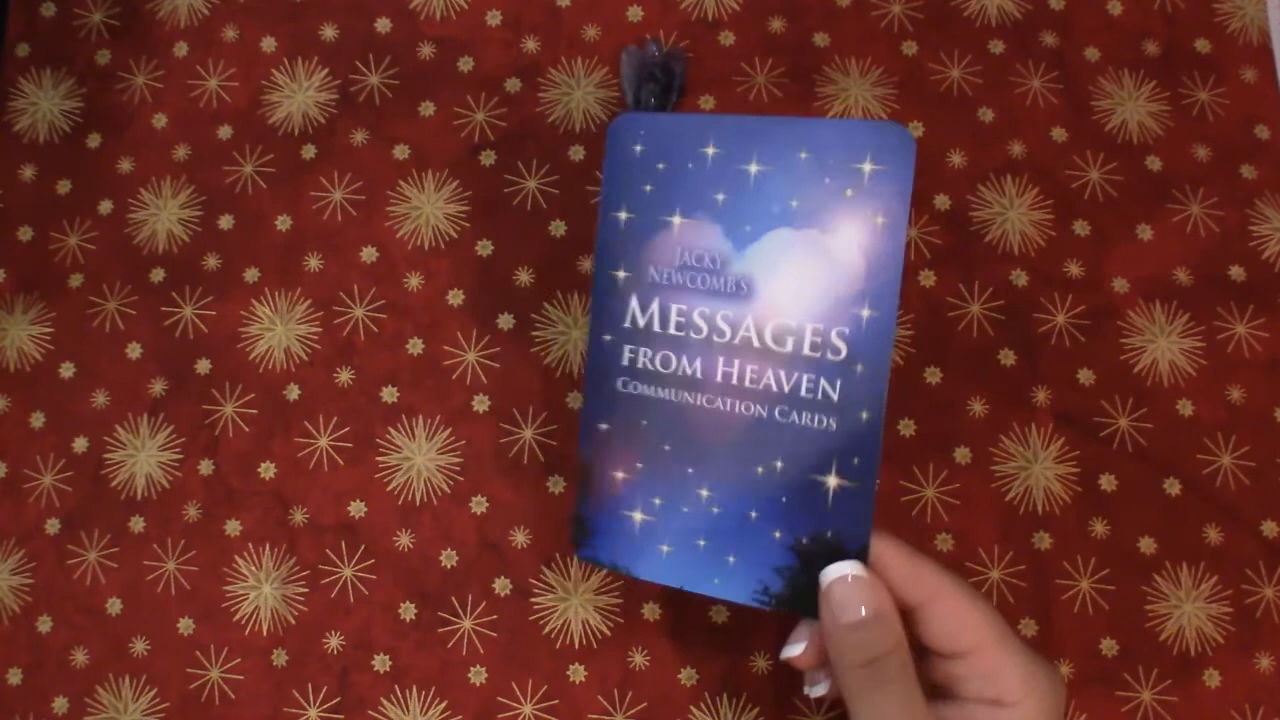 JACKY
NEWCOMB'S
MESSAGES
FROM HEAVEN
COMMUNICATION CARDS